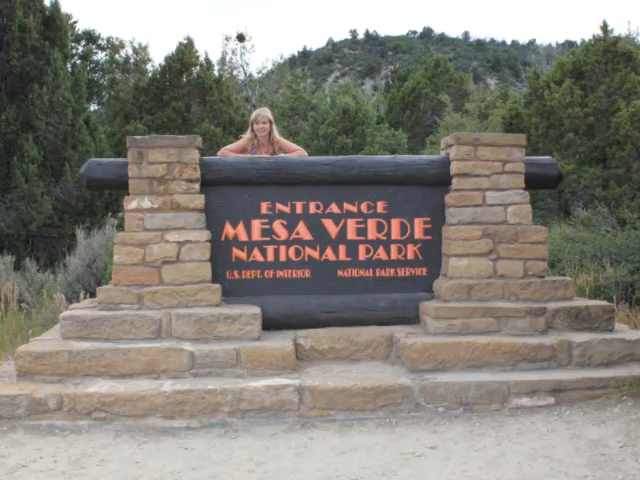 ENTRANCE
MESA VERDE
NATIONAL PARK
U.S. DEPT. OF INTERIOR NATIONAL PARK SERVICE